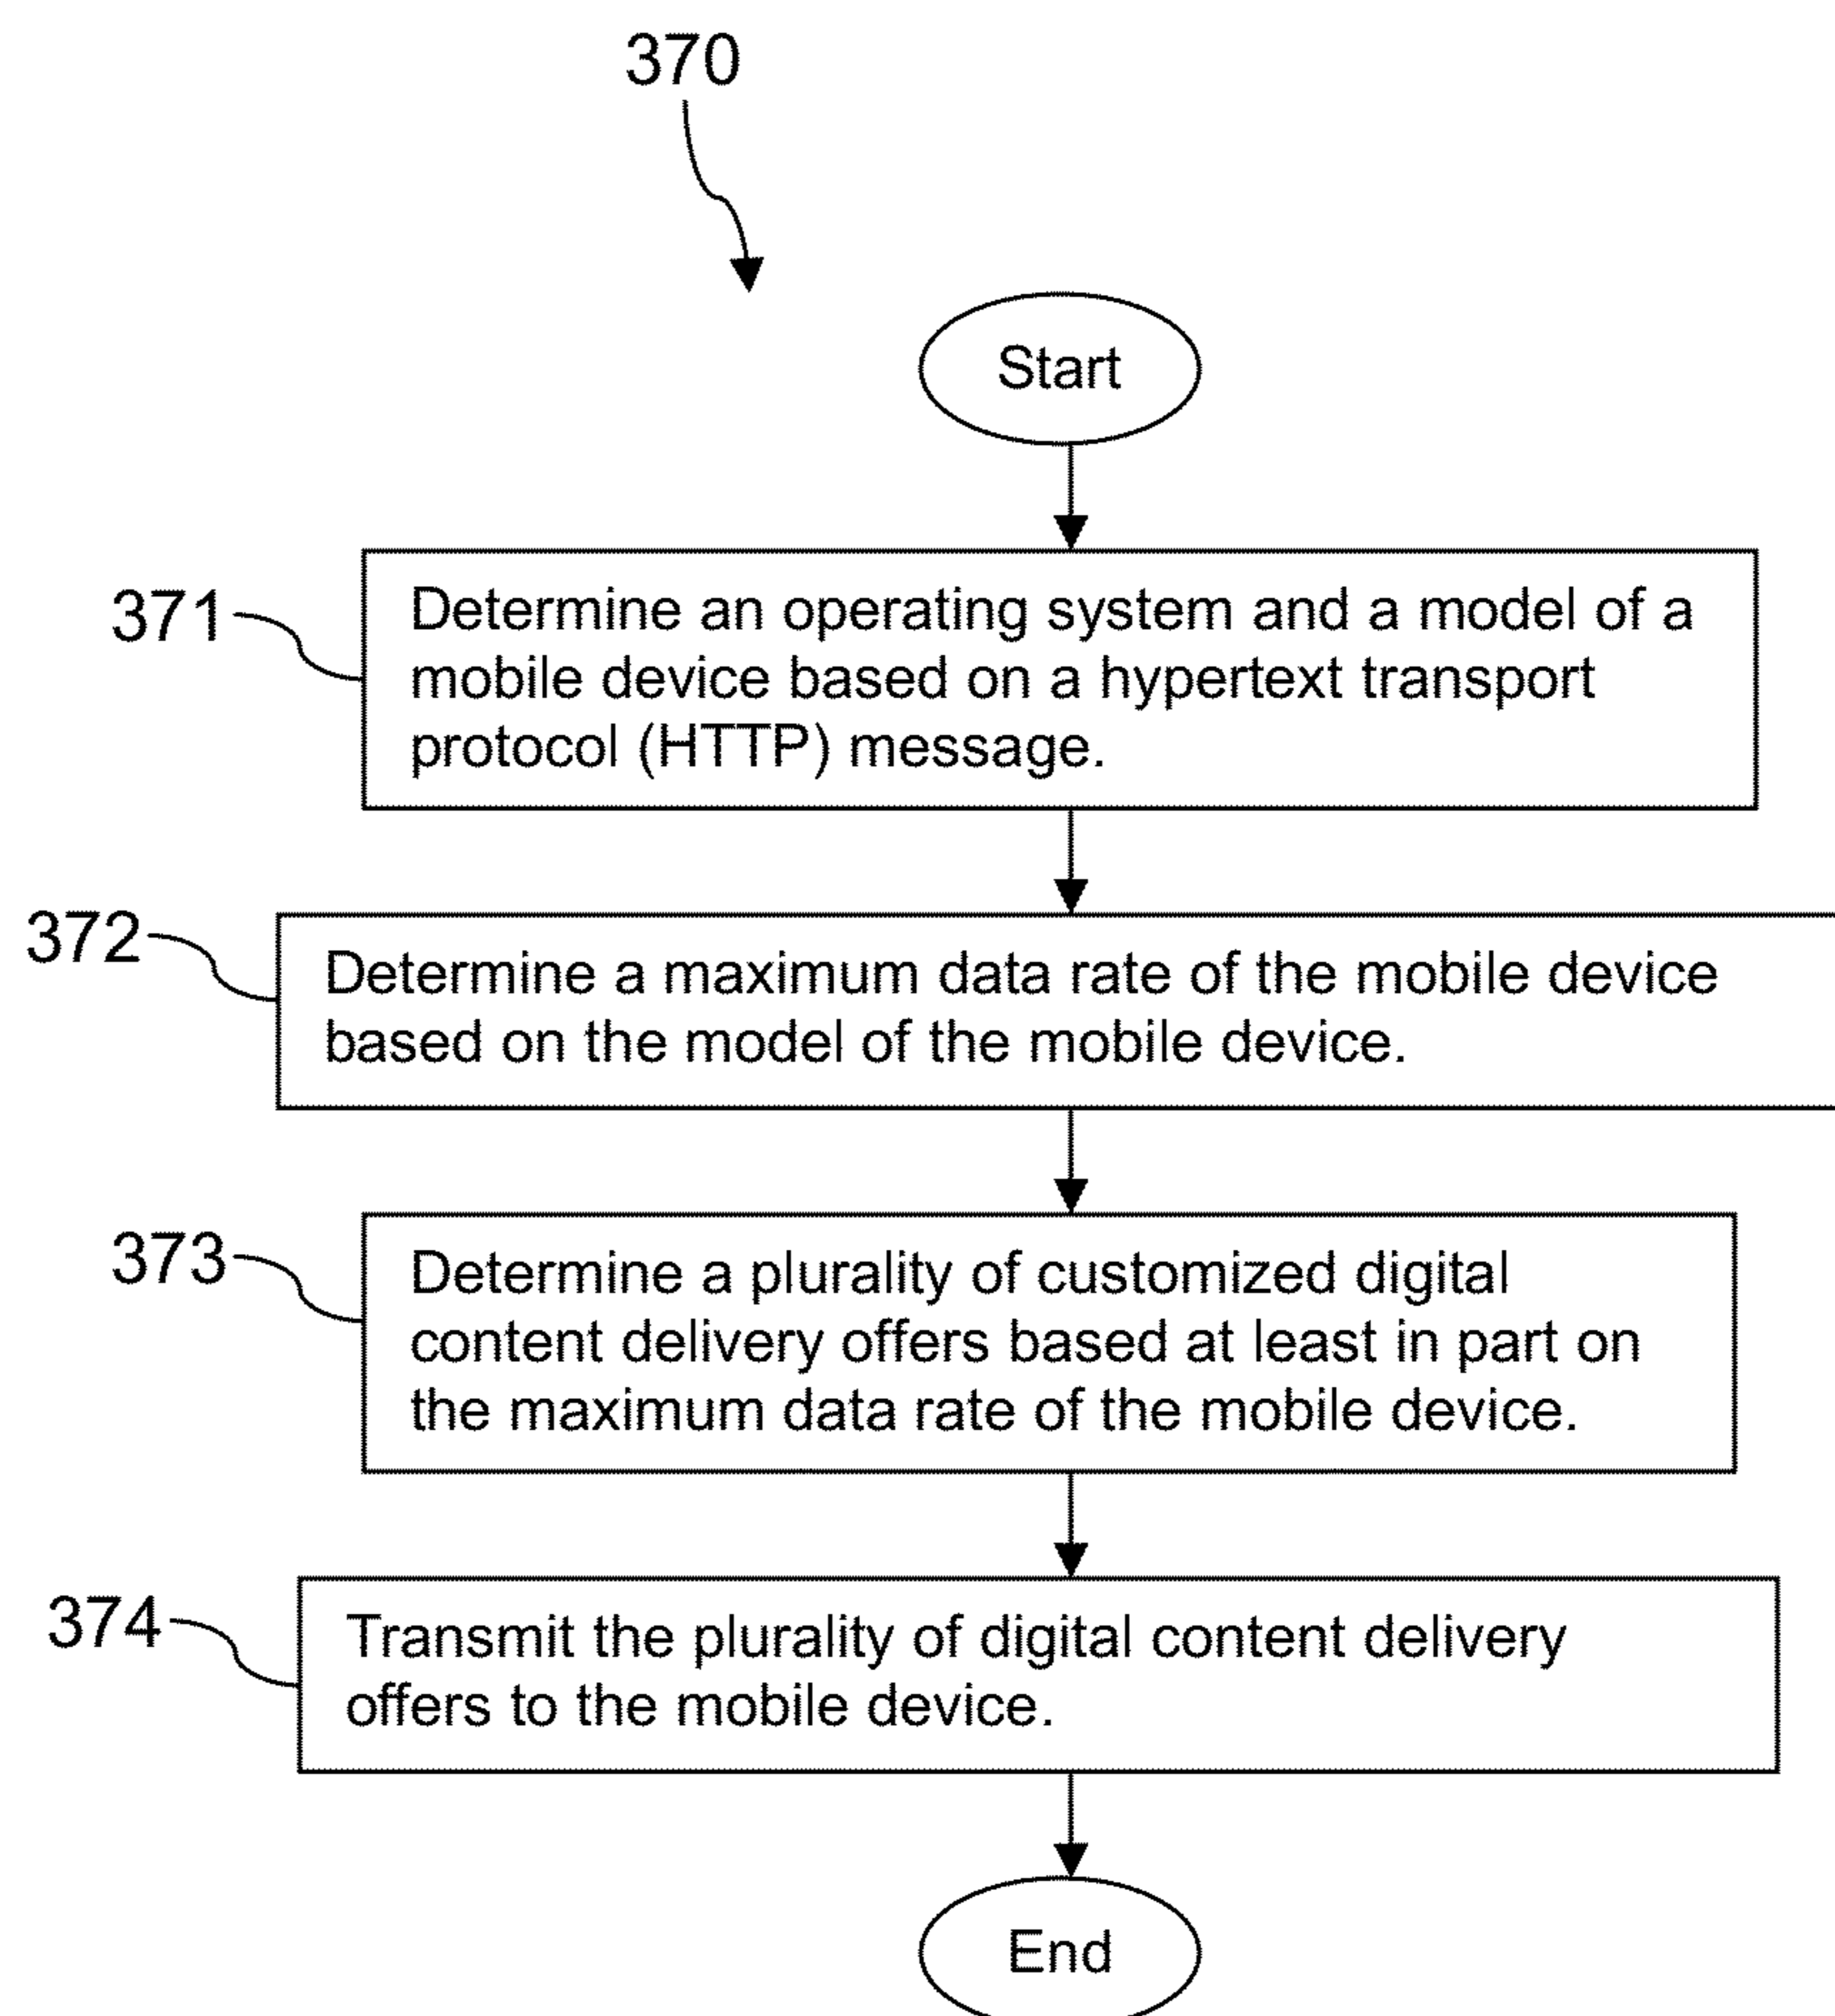 370
Start
371
Determine an operating system and a model of a
mobile device based on a hypertext transport
protocol (HTTP) message.
372
Determine a maximum data rate of the mobile device
based on the model of the mobile device.
373
Determine a plurality of customized digital
content delivery offers based at least in part on
the maximum data rate of the mobile device.
374
Transmit the plurality of digital content delivery
offers to the mobile device.
End